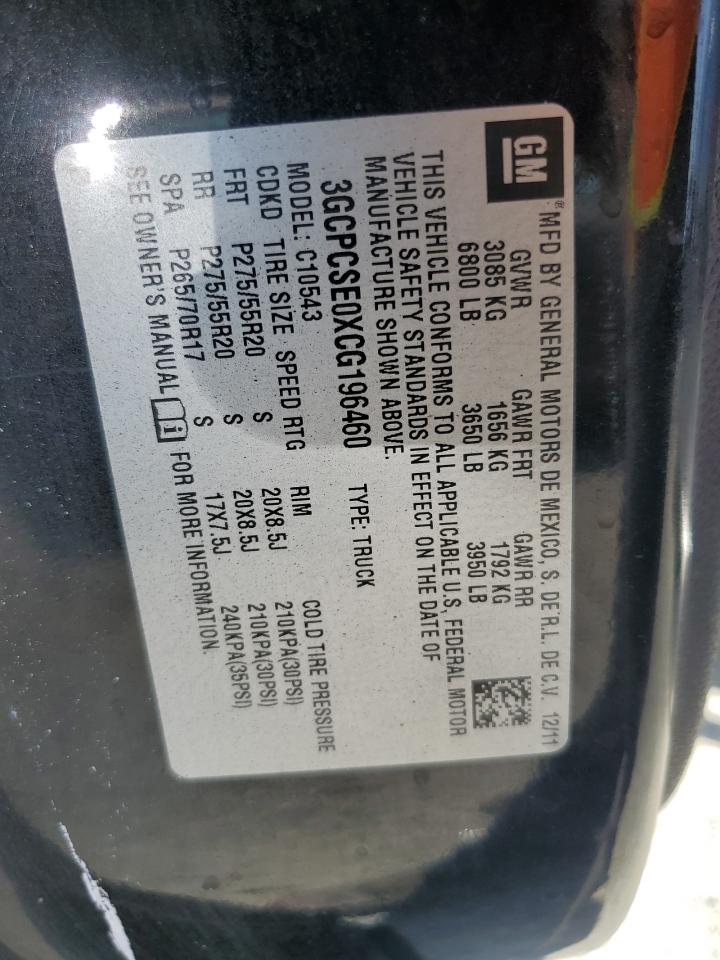 GM
® MFD BY GENERAL MOTORS DE MEXICO, S. DE R.L. DE C.V. 12/11
GVWR GAWR FRT GAWR RR
3085 KG 1656 KG 1792 KG
6800 LB 3650 LB 3950 LB
THIS VEHICLE CONFORMS TO ALL APPLICABLE U.S. FEDERAL MOTOR
VEHICLE SAFETY STANDARDS IN EFFECT ON THE DATE OF
MANUFACTURE SHOWN ABOVE.
3GCPCSE0XCG196460 TYPE: TRUCK
MODEL: C10543
CDKD TIRE SIZE SPEED RTG RIM COLD TIRE PRESSURE
FRT P275/55R20 S 20X8.5J 210KPA(30PSI)
RR P275/55R20 S 20X8.5J 210KPA(30PSI)
SPA P265/70R17 S 17X7.5J 240KPA(35PSI)
SEE OWNER'S MANUAL i FOR MORE INFORMATION.